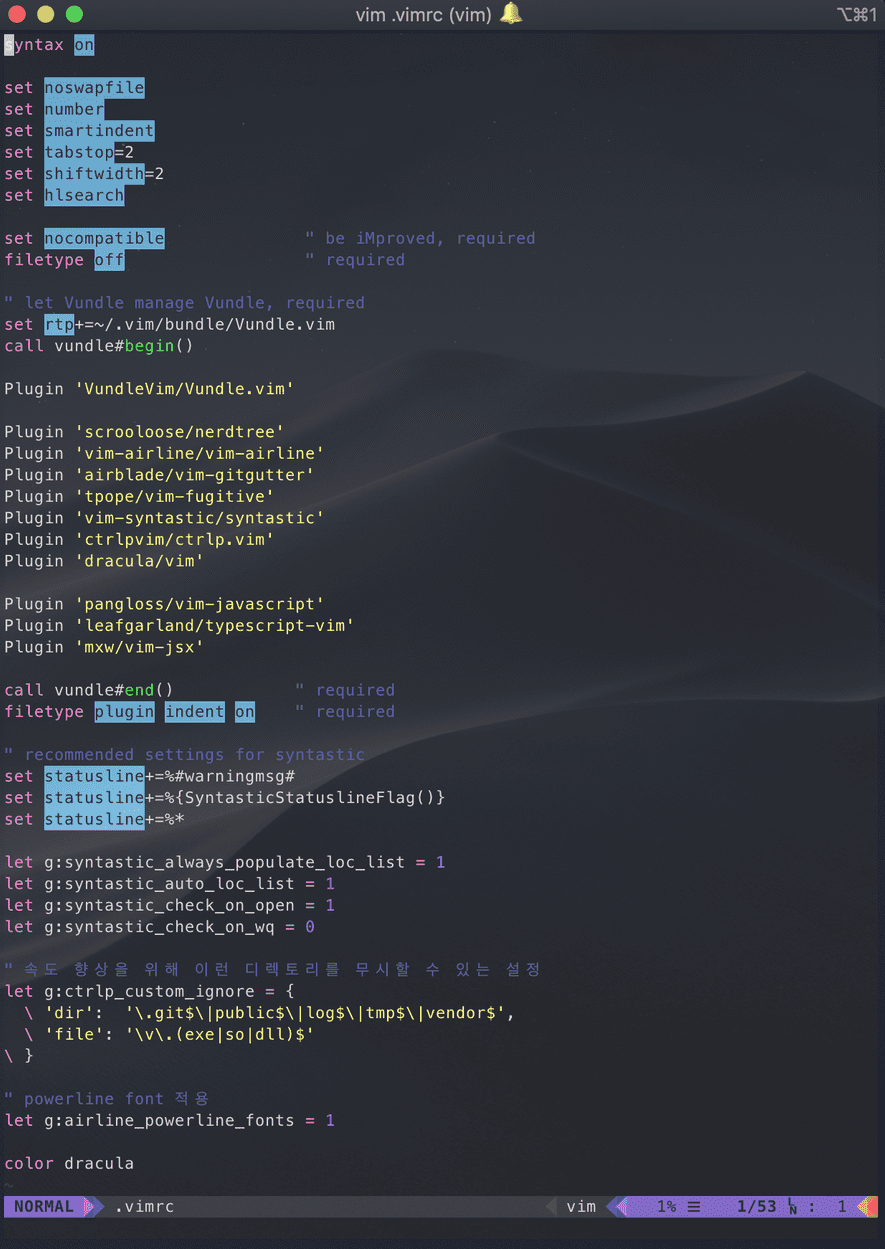 vim .vimrc (vim) 🔔 ⌥⌘1
syntax on
set noswapfile
set number
set smartindent
set tabstop=2
set shiftwidth=2
set hlsearch
set nocompatible " be iMproved, required
filetype off " required
" let Vundle manage Vundle, required
set rtp+=~/.vim/bundle/Vundle.vim
call vundle#begin()
Plugin 'VundleVim/Vundle.vim'
Plugin 'scrooloose/nerdtree'
Plugin 'vim-airline/vim-airline'
Plugin 'airblade/vim-gitgutter'
Plugin 'tpope/vim-fugitive'
Plugin 'vim-syntastic/syntastic'
Plugin 'ctrlpvim/ctrlp.vim'
Plugin 'dracula/vim'
Plugin 'pangloss/vim-javascript'
Plugin 'leafgarland/typescript-vim'
Plugin 'mxw/vim-jsx'
call vundle#end() " required
filetype plugin indent on " required
" recommended settings for syntastic
set statusline+=%#warningmsg#
set statusline+=%{SyntasticStatuslineFlag()}
set statusline+=%*
let g:syntastic_always_populate_loc_list = 1
let g:syntastic_auto_loc_list = 1
let g:syntastic_check_on_open = 1
let g:syntastic_check_on_wq = 0
" 속도 향상을 위해 이런 디렉토리를 무시할 수 있는 설정
let g:ctrlp_custom_ignore = {
\ 'dir': '\.git$\|public$\|log$\|tmp$\|vendor$',
\ 'file': '\v\.(exe|so|dll)$'
\ }
" powerline font 적용
let g:airline_powerline_fonts = 1
color dracula
~
NORMAL .vimrc vim 1% ☰ 1/53 LN : 1